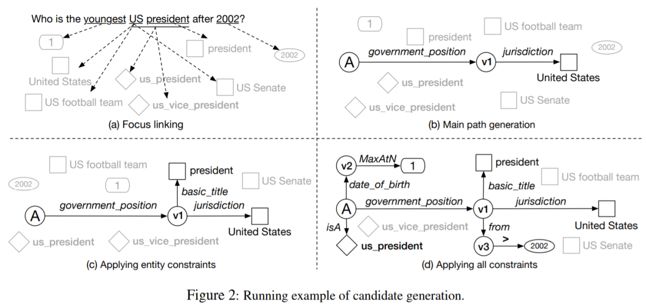 Who is the youngest US president after 2002?
1
US football team
president
2002
United States
us_president
US Senate
US football team
us_vice_president
(a) Focus linking
1
US football team
president
2002
government_position
jurisdiction
A
v1
United States
us_president
US Senate
us_vice_president
(b) Main path generation
US football team
president
2002
1
US Senate
basic_title
government_position
jurisdiction
A
v1
United States
us_president
us_vice_president
(c) Applying entity constraints
MaxAtN
v2
1
president
US football team
date_of_birth
basic_title
government_position
jurisdiction
A
v1
United States
isA
us_vice_president
from
us_president
v3
>
2002
US Senate
(d) Applying all constraints
Figure 2: Running example of candidate generation.